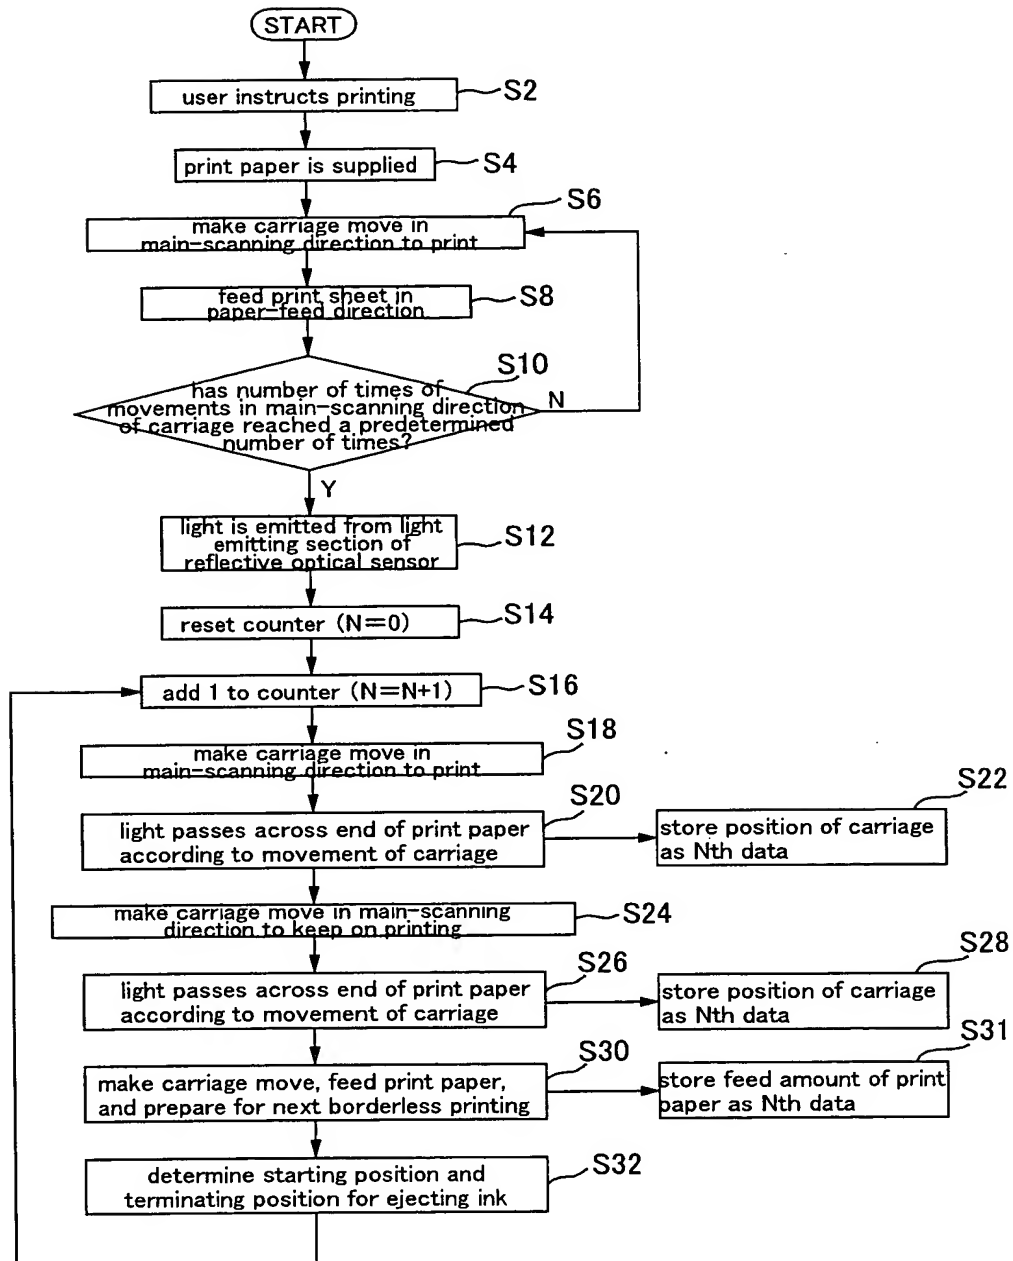 START
user instructs printing
S2
print paper is supplied
S4
S6
make carriage move in
main-scanning direction to print
feed print sheet in
paper-feed direction
S8
S10
has number of times of
movements in main-scanning direction
of carriage reached a predetermined
number of times?
N
Y
light is emitted from light
emitting section of
reflective optical sensor
S12
reset counter (N=0)
S14
add 1 to counter (N=N+1)
S16
S18
make carriage move in
main-scanning direction to print
S20
light passes across end of print paper
according to movement of carriage
S22
store position of carriage
as Nth data
make carriage move in main-scanning
direction to keep on printing
S24
S26
light passes across end of print paper
according to movement of carriage
S28
store position of carriage
as Nth data
S30
make carriage move, feed print paper,
and prepare for next borderless printing
S31
store feed amount of print
paper as Nth data
determine starting position and
terminating position for ejecting ink
S32